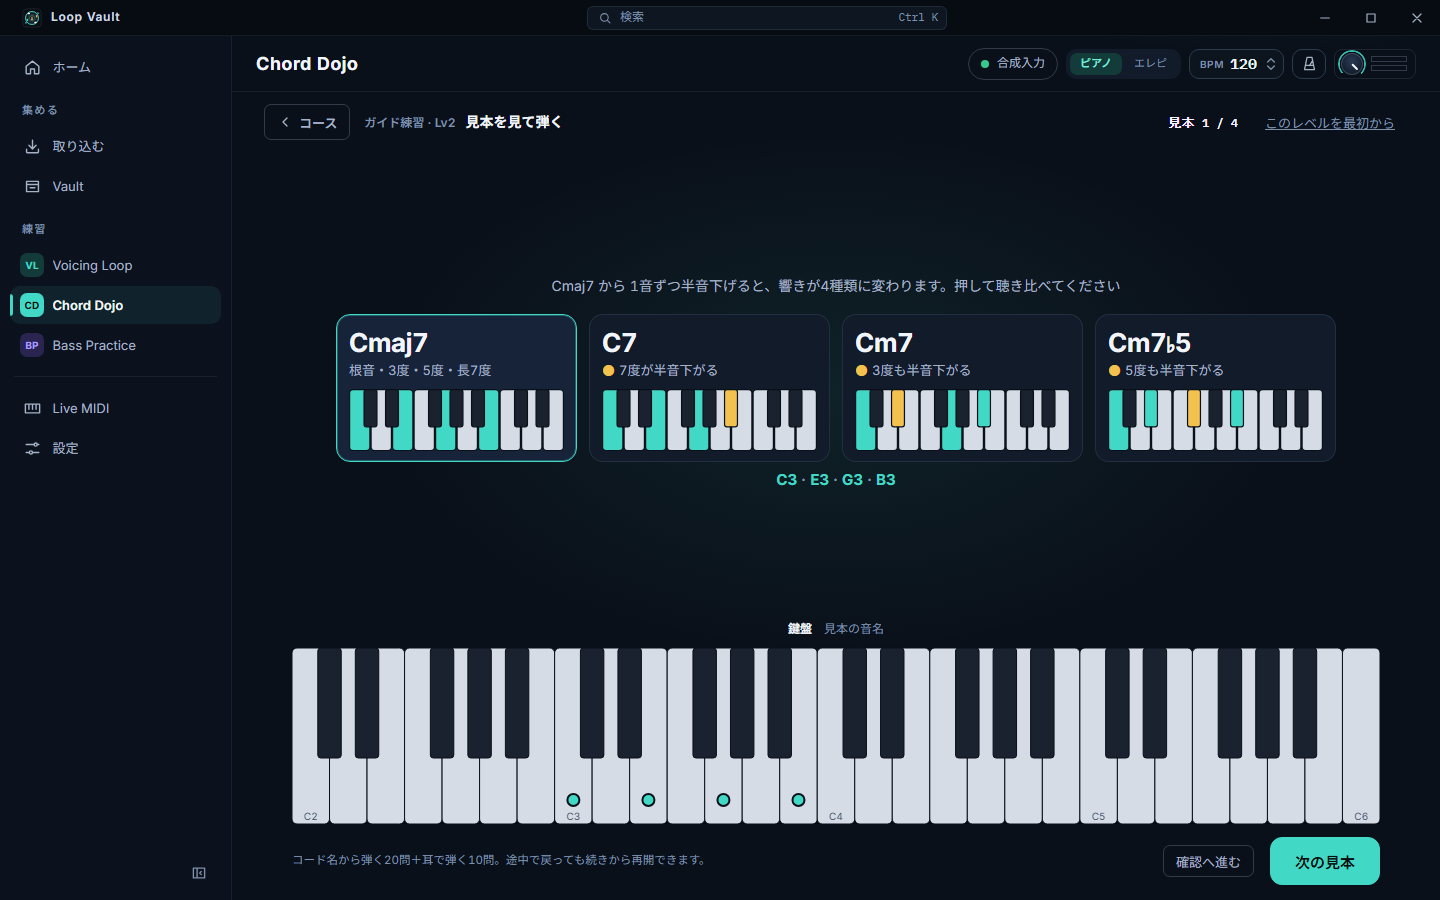 Loop Vault
検索
Ctrl K
ホーム
集める
取り込む
Vault
練習
VL Voicing Loop
CD Chord Dojo
BP Bass Practice
Live MIDI
設定
Chord Dojo
合成入力
ピアノ
エレピ
BPM 120
コース
ガイド練習 · Lv2 見本を見て弾く
見本 1 / 4
このレベルを最初から
Cmaj7 から 1音ずつ半音下げると、響きが4種類に変わります。押して聴き比べてください
Cmaj7
根音・3度・5度・長7度
C7
7度が半音下がる
Cm7
3度も半音下がる
Cm7♭5
5度も半音下がる
C3 · E3 · G3 · B3
鍵盤 見本の音名
C2
C3
C4
C5
C6
コード名から弾く20問＋耳で弾く10問。途中で戻っても続きから再開できます。
確認へ進む
次の見本